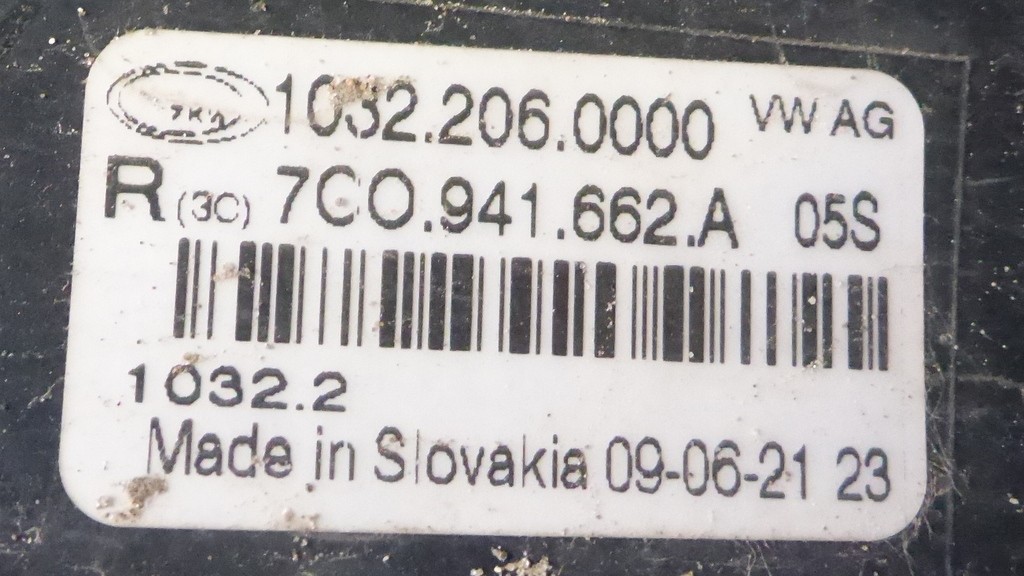 1032.206.0000 VW AG
R (3C) 7C0.941.662.A 05S
1032.2
Made in Slovakia 09-06-21 23